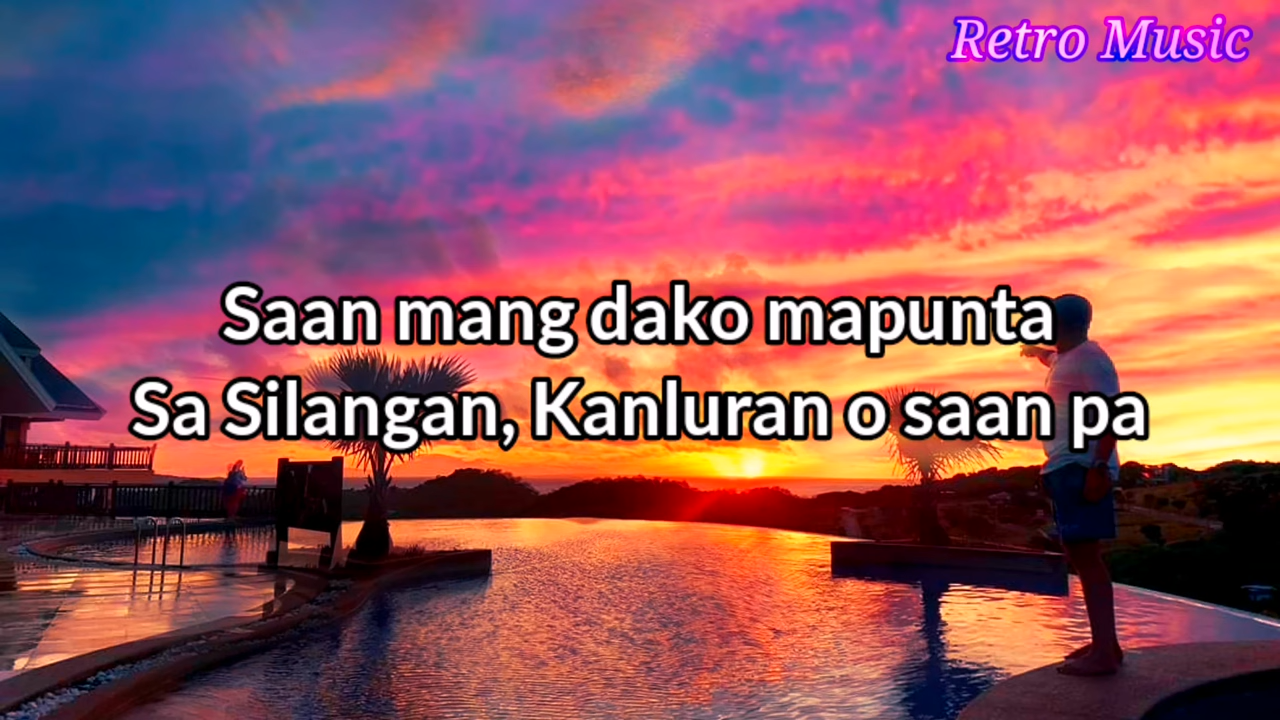 Retro Music
Saan mang dako mapunta
Sa Silangan, Kanluran o saan pa